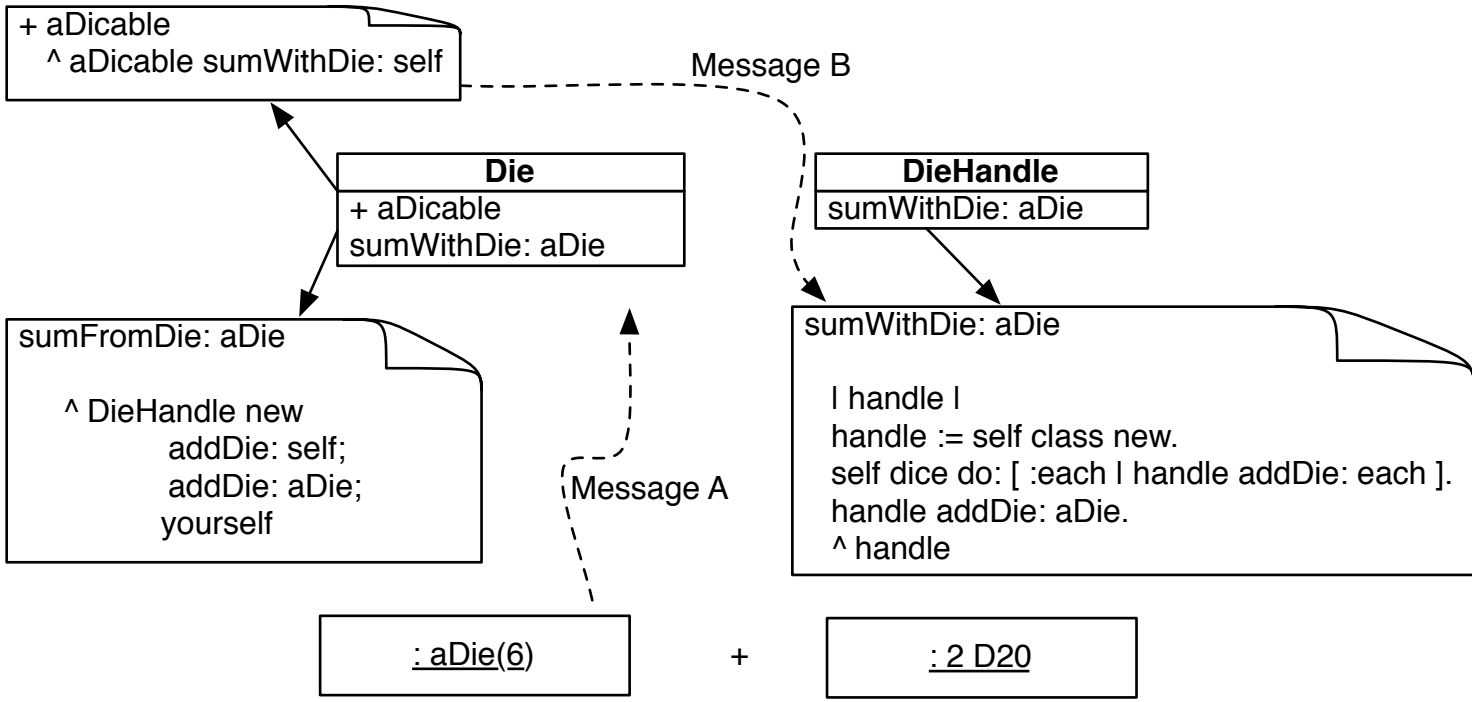 + aDicable
^ aDicable sumWithDie: self
Message B
Die
+ aDicable
sumWithDie: aDie
DieHandle
sumWithDie: aDie
sumFromDie: aDie
^ DieHandle new
addDie: self;
addDie: aDie;
yourself
Message A
sumWithDie: aDie
| handle |
handle := self class new.
self dice do: [ :each | handle addDie: each ].
handle addDie: aDie.
^ handle
: aDie(6)
+
: 2 D20